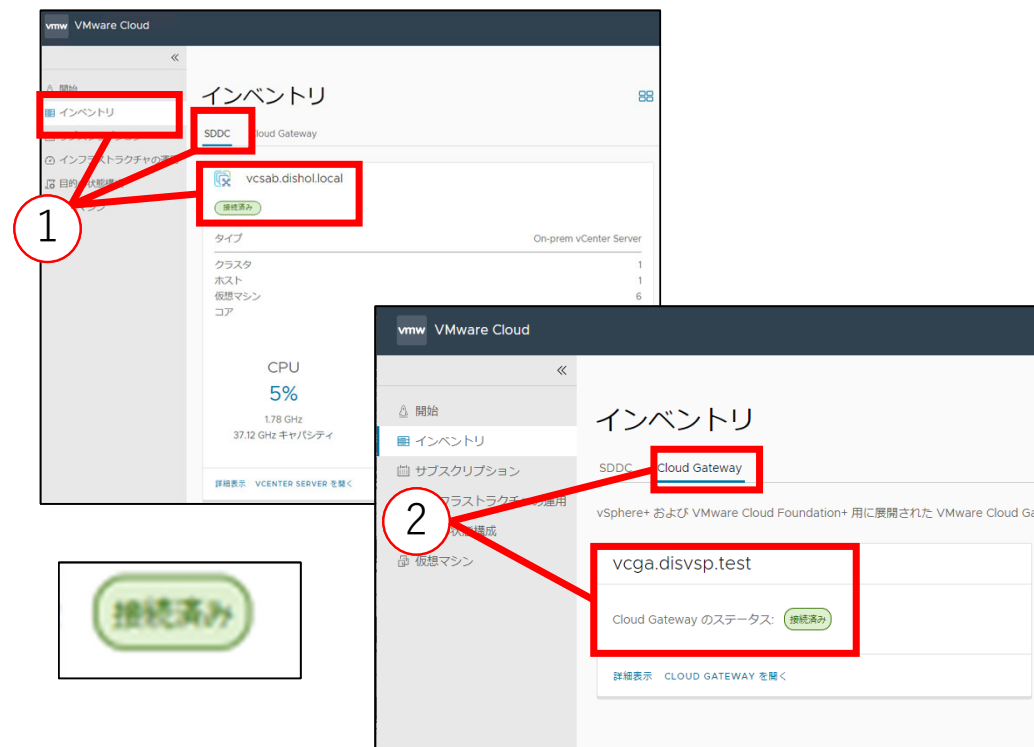 vmw VMware Cloud
«
開始
インベントリ
インフラストラクチャの運用
インベントリ
SDDC Cloud Gateway
vcsab.dishol.local
接続済み
タイプ On-prem vCenter Server
クラスタ 1
ホスト 1
仮想マシン 6
コア
CPU
5%
1.78 GHz
37.12 GHz キャパシティ
詳細表示 VCENTER SERVER を開く
1
vmw VMware Cloud
«
開始
インベントリ
サブスクリプション
フラストラクチャの運用
状態構成
仮想マシン
インベントリ
SDDC Cloud Gateway
vSphere+ および VMware Cloud Foundation+ 用に展開された VMware Cloud Ga
vcga.disvsp.test
Cloud Gateway のステータス: 接続済み
詳細表示 CLOUD GATEWAY を開く
2
接続済み